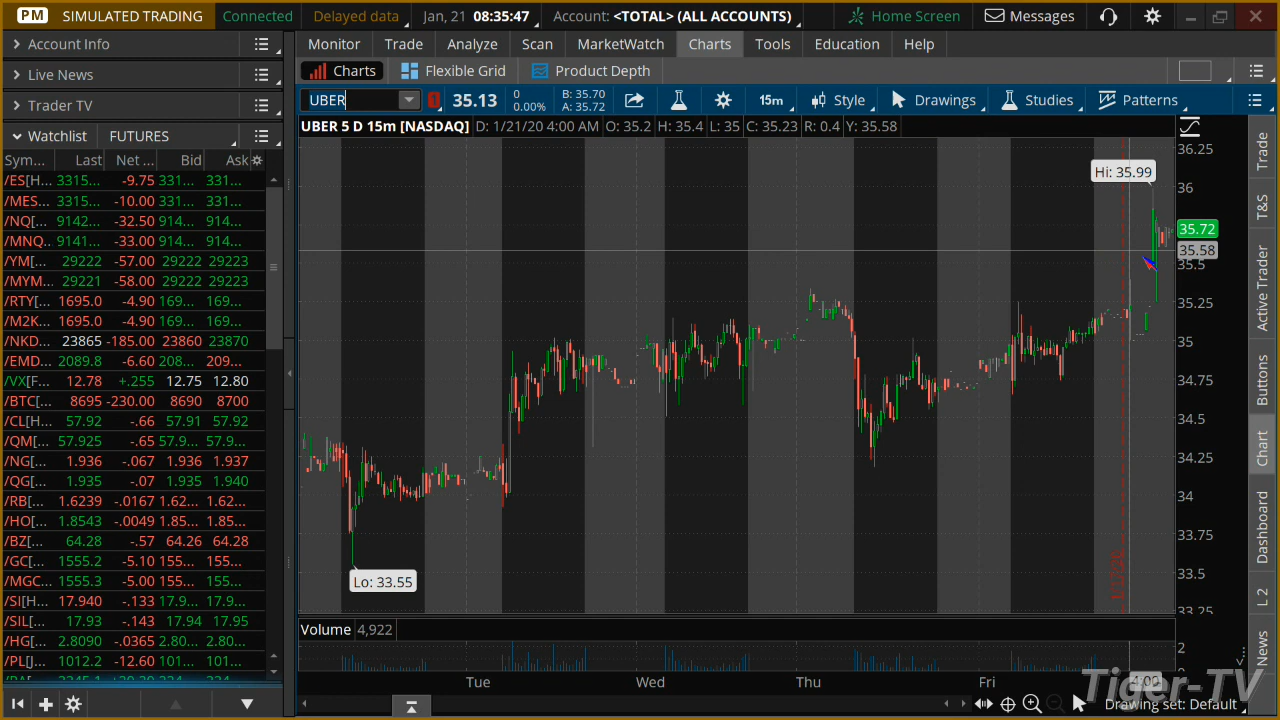 PM SIMULATED TRADING Connected Delayed data Jan, 21 08:35:47 Account: <TOTAL> (ALL ACCOUNTS) Home Screen Messages
Account Info
Live News
Trader TV
Watchlist FUTURES
Sym... Last Net ... Bid Ask
/ES[H... 3315... -9.75 331... 331...
/MES... 3315... -10.00 331... 331...
/NQ[... 9142... -32.50 914... 914...
/MNQ... 9141... -33.00 914... 914...
/YM[... 29222 -57.00 29222 29223
/MYM... 29221 -58.00 29222 29223
/RTY[... 1695.0 -4.90 169... 169...
/M2K... 1695.0 -4.90 169... 169...
/NKD... 23865 -185.00 23860 23870
/EMD... 2089.8 -6.60 208... 209...
/VX[F... 12.78 +.255 12.75 12.80
/BTC[... 8695 -230.00 8690 8700
/CL[H... 57.92 -.66 57.91 57.92
/QM[... 57.925 -.65 57.9... 57.9...
/NG[... 1.936 -.067 1.936 1.937
/QG[... 1.935 -.07 1.935 1.940
/RB[... 1.6239 -.0167 1.62... 1.62...
/HO[... 1.8543 -.0049 1.85... 1.85...
/BZ[... 64.28 -.57 64.26 64.28
/GC[... 1555.2 -5.10 155... 155...
/MGC... 1555.3 -5.00 155... 155...
/SI[H... 17.940 -.133 17.9... 17.9...
/SIL[... 17.93 -.143 17.94 17.95
/HG[... 2.8090 -.0365 2.80... 2.80...
/PL[J... 1012.2 -12.60 101... 101...
Monitor Trade Analyze Scan MarketWatch Charts Tools Education Help
Charts Flexible Grid Product Depth
UBER 35.13 0 B: 35.70 15m Style Drawings Studies Patterns
0.00% A: 35.72
UBER 5 D 15m [NASDAQ] D: 1/21/20 4:00 AM O: 35.2 H: 35.4 L: 35 C: 35.23 R: 0.4 Y: 35.58
Hi: 35.99
Lo: 33.55
36.25
36
35.72
35.58
35.5
35.25
35
34.75
34.5
34.25
34
33.75
33.5
33.25
Volume 4,922
2
Tue Wed Thu Fri 4:00
Drawing set: Default
Tiger-TV
Trade
T&S
Active Trader
Buttons
Chart
Dashboard
L 2
News